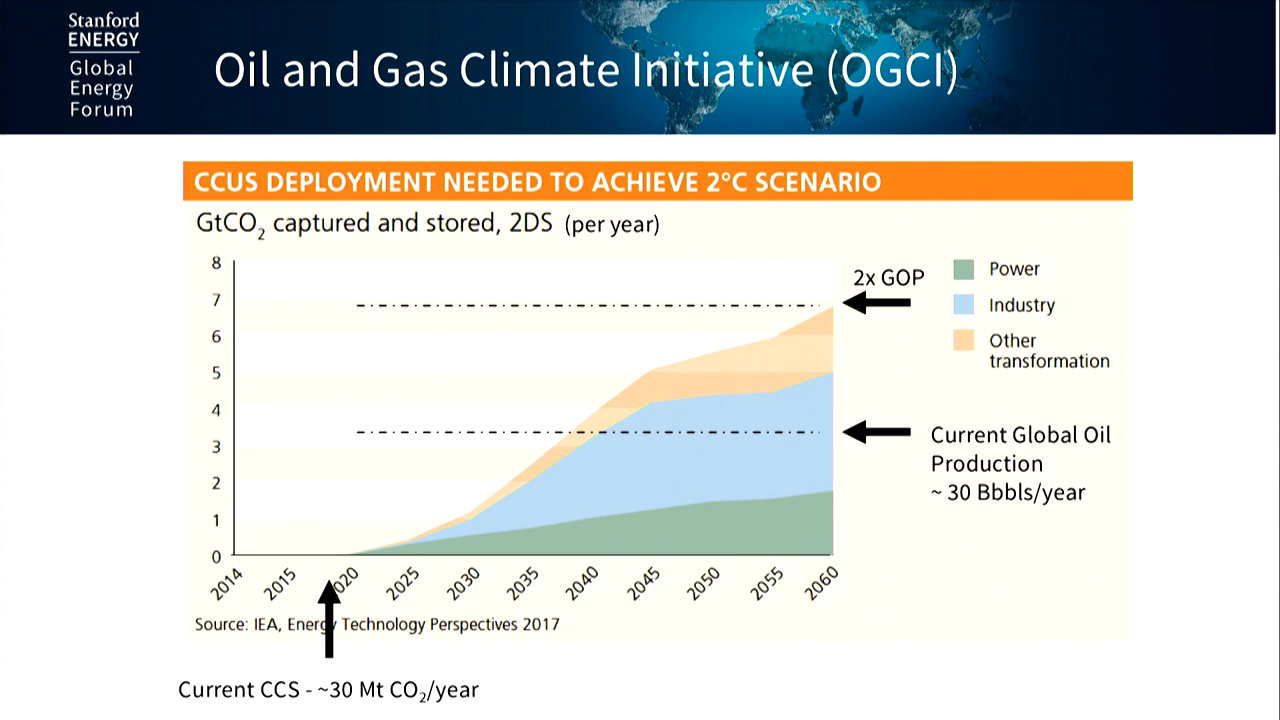 Stanford
ENERGY
Global
Energy
Forum
Oil and Gas Climate Initiative (OGCI)
CCUS DEPLOYMENT NEEDED TO ACHIEVE 2°C SCENARIO
GtCO₂ captured and stored, 2DS (per year)
8
7
6
5
4
3
2
1
0
2014
2015
2020
2025
2030
2035
2040
2045
2050
2055
2060
2x GOP
Power
Industry
Other
transformation
Current Global Oil
Production
~ 30 Bbbls/year
Source: IEA, Energy Technology Perspectives 2017
Current CCS - ~30 Mt CO₂/year